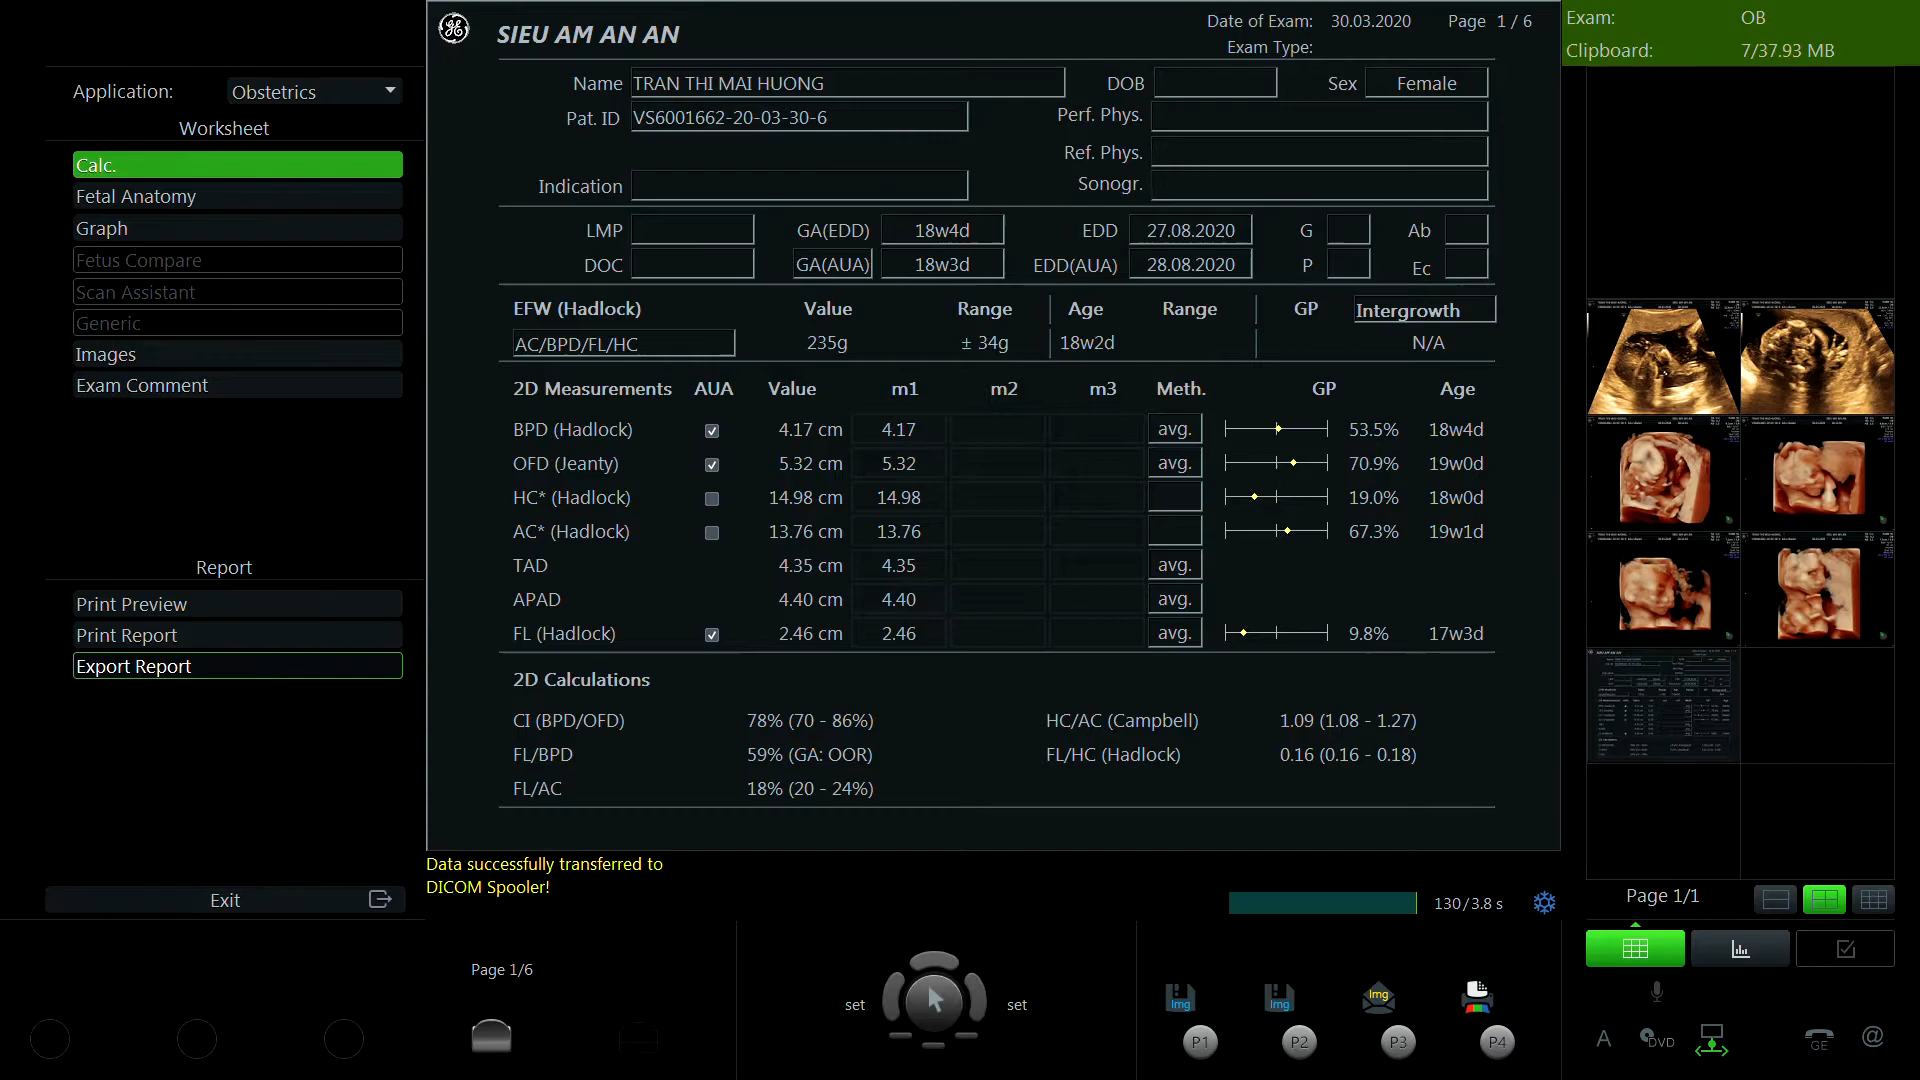 SIEU AM AN AN
Date of Exam: 30.03.2020 Page 1 / 6
Exam Type:
Exam: OB
Clipboard: 7/37.93 MB
Application: Obstetrics
Worksheet
Calc.
Fetal Anatomy
Graph
Fetus Compare
Scan Assistant
Generic
Images
Exam Comment
Report
Print Preview
Print Report
Export Report
Exit
Name TRAN THI MAI HUONG DOB Sex Female
Pat. ID VS6001662-20-03-30-6 Perf. Phys.
Ref. Phys.
Indication Sonogr.
LMP GA(EDD) 18w4d EDD 27.08.2020 G Ab
DOC GA(AUA) 18w3d EDD(AUA) 28.08.2020 P Ec
EFW (Hadlock) Value Range Age Range GP Intergrowth
AC/BPD/FL/HC 235g ± 34g 18w2d N/A
2D Measurements AUA Value m1 m2 m3 Meth. GP Age
BPD (Hadlock) 4.17 cm 4.17 avg. 53.5% 18w4d
OFD (Jeanty) 5.32 cm 5.32 avg. 70.9% 19w0d
HC* (Hadlock) 14.98 cm 14.98 19.0% 18w0d
AC* (Hadlock) 13.76 cm 13.76 67.3% 19w1d
TAD 4.35 cm 4.35 avg.
APAD 4.40 cm 4.40 avg.
FL (Hadlock) 2.46 cm 2.46 avg. 9.8% 17w3d
2D Calculations
CI (BPD/OFD) 78% (70 - 86%) HC/AC (Campbell) 1.09 (1.08 - 1.27)
FL/BPD 59% (GA: OOR) FL/HC (Hadlock) 0.16 (0.16 - 0.18)
FL/AC 18% (20 - 24%)
Data successfully transferred to
DICOM Spooler!
130/3.8 s
Page 1/1
Page 1/6
set set
Img Img Img
P1 P2 P3 P4
A DVD GE @